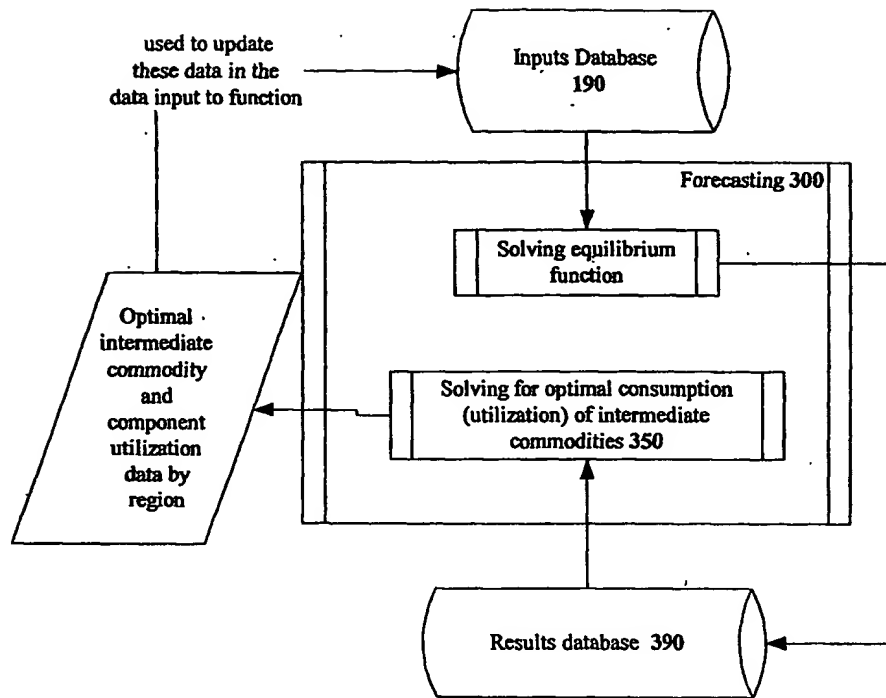 used to update
these data in the
data input to function
Inputs Database
190
Forecasting 300
Solving equilibrium
function
Optimal
intermediate
commodity
and
component
utilization
data by
region
Solving for optimal consumption
(utilization) of intermediate
commodities 350
Results database 390